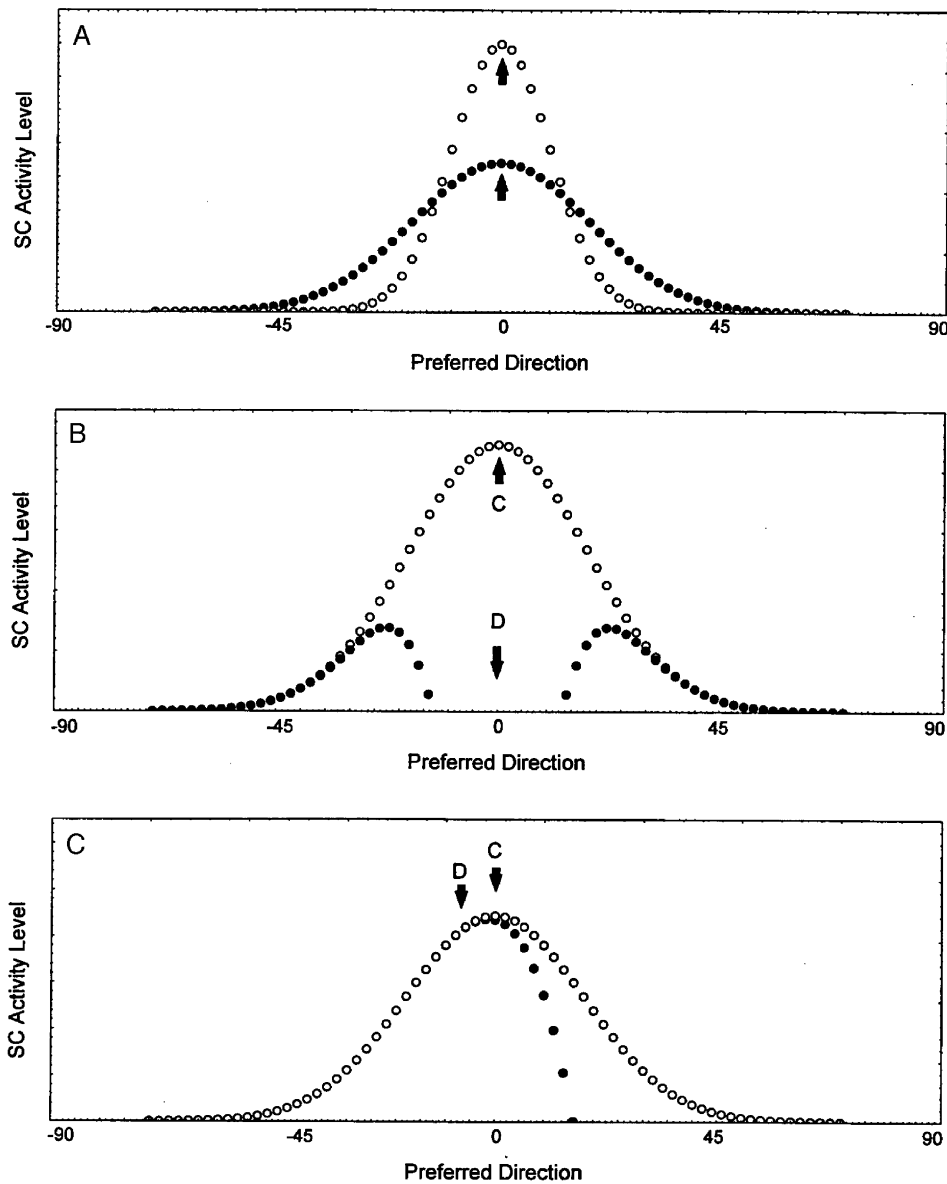 A
SC Activity Level
-90 -45 0 45 90
Preferred Direction
B
C
D
SC Activity Level
-90 -45 0 45 90
Preferred Direction
C
C
D
SC Activity Level
-90 -45 0 45 90
Preferred Direction